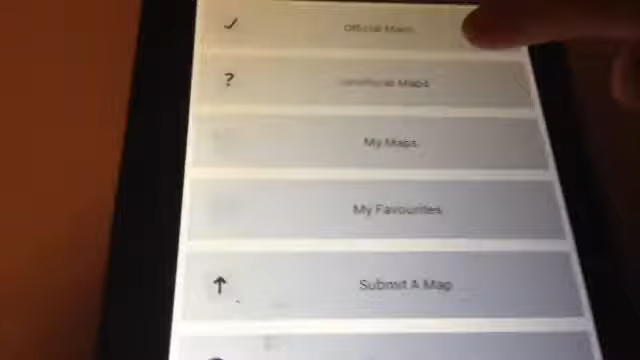 Official Maps
Unofficial Maps
My Maps
My Favourites
Submit A Map